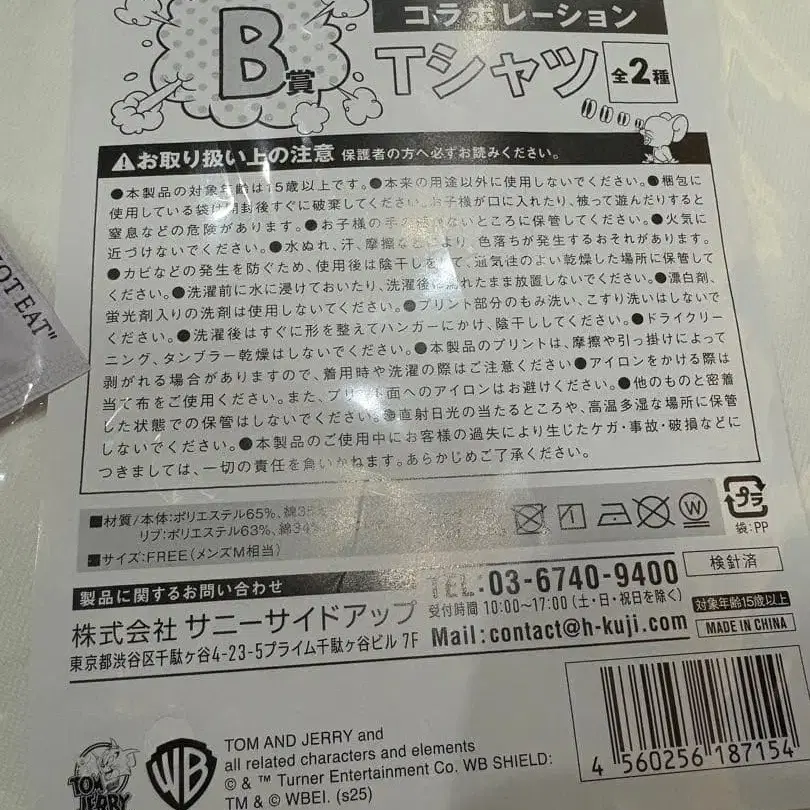 B賞
コラボレーション
Tシャツ 全2種
お取り扱い上の注意 保護者の方へ必ずお読みください。
●本製品の対象年齢は15歳以上です。●本来の用途以外に使用しないでください。●梱包に
使用している袋は開封後すぐに破棄してください。お子様が口に入れたり、被って遊んだりすると
窒息などの危険があります。●お子様の手の届かないところに保管してください。●火気に
近づけないでください。●水ぬれ、汗、摩擦などにより、色落ちが発生するおそれがあります。
●カビなどの発生を防ぐため、使用後は陰干しをして、通気性のよい乾燥した場所に保管して
ください。●洗濯前に水に浸けておいたり、洗濯後に濡れたまま放置しないでください。●漂白剤、
蛍光剤入りの洗剤は使用しないてください。●プリント部分のもみ洗い、こすり洗いはしないで
ください。●洗濯後はすぐに形を整えてハンガーにかけ、陰干ししてください。●ドライクリー
ニング、タンブラー乾燥はしないでください。●本製品のプリントは、摩擦や引っ掛けによって
剥がれる場合がありますので、着用時や洗濯の際はご注意ください●アイロンをかける際は
当て布をご使用ください。また、プリント面へのアイロンはお避けください。●他のものと密着
した状態での保管はしないでください。●直射日光の当たるところや、高温多湿な場所に保管
しないでください。●本製品のご使用中にお客様の過失により生じたケガ・事故・破損などに
つきましては、一切の責任を負いかねます。あらかじめご了承ください。
NOT EAT"
■材質/本体:ポリエステル65%、綿35%
リブ:ポリエステル63%、綿34%
■サイズ:FREE(メンズM相当)
W
プラ
袋:PP
製品に関するお問い合わせ
株式会社 サニーサイドアップ
東京都渋谷区千駄ヶ谷4-23-5プライム千駄ヶ谷ビル 7F
TEL:03-6740-9400
受付時間 10:00~17:00(土・日・祝日を除く)
Mail:contact@h-kuji.com
検針済
対象年齢15歳以上
MADE IN CHINA
TOM
JERRY
WB
TOM AND JERRY and
all related characters and elements
© & ™ Turner Entertainment Co. WB SHIELD:
TM & © WBEI. (s25)
4 560256 187154